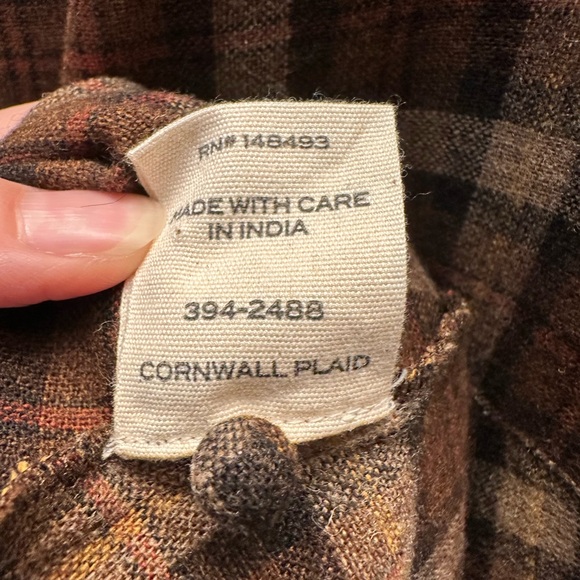 RN# 148493
MADE WITH CARE
IN INDIA
394-2488
CORNWALL PLAID